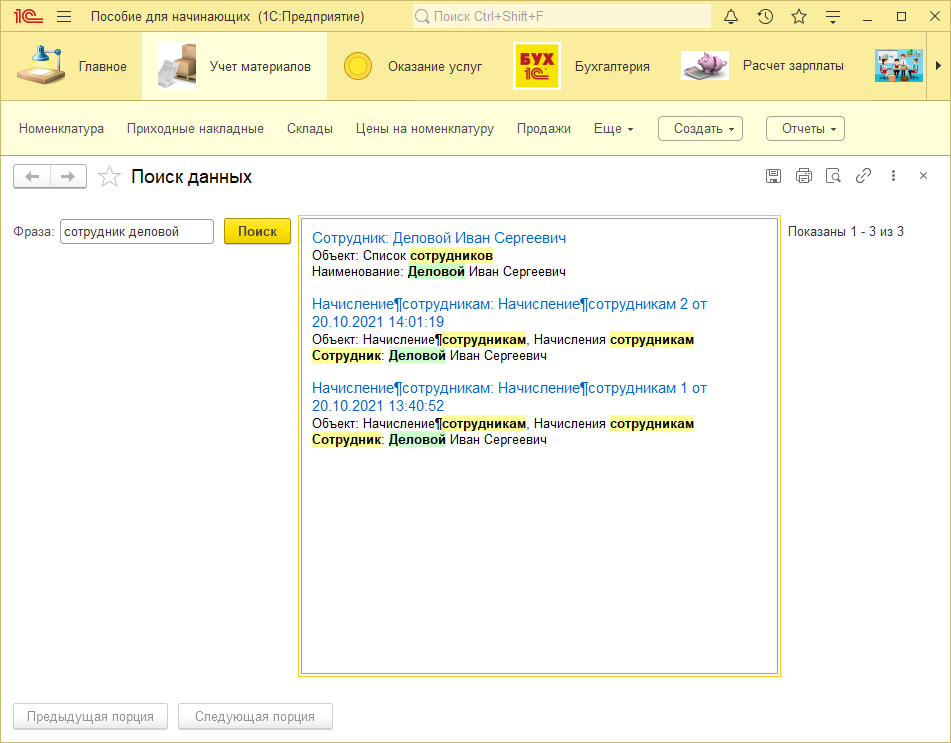 1С Пособие для начинающих (1С:Предприятие) Поиск Ctrl+Shift+F
Главное Учет материалов Оказание услуг БУХ 1С Бухгалтерия Расчет зарплаты
Номенклатура Приходные накладные Склады Цены на номенклатуру Продажи Еще Создать Отчеты
Поиск данных
Фраза: сотрудник деловой Поиск Показаны 1 - 3 из 3
Сотрудник: Деловой Иван Сергеевич
Объект: Список сотрудников
Наименование: Деловой Иван Сергеевич
Начисление¶сотрудникам: Начисление¶сотрудникам 2 от
20.10.2021 14:01:19
Объект: Начисление¶сотрудникам, Начисления сотрудникам
Сотрудник: Деловой Иван Сергеевич
Начисление¶сотрудникам: Начисление¶сотрудникам 1 от
20.10.2021 13:40:52
Объект: Начисление¶сотрудникам, Начисления сотрудникам
Сотрудник: Деловой Иван Сергеевич
Предыдущая порция Следующая порция